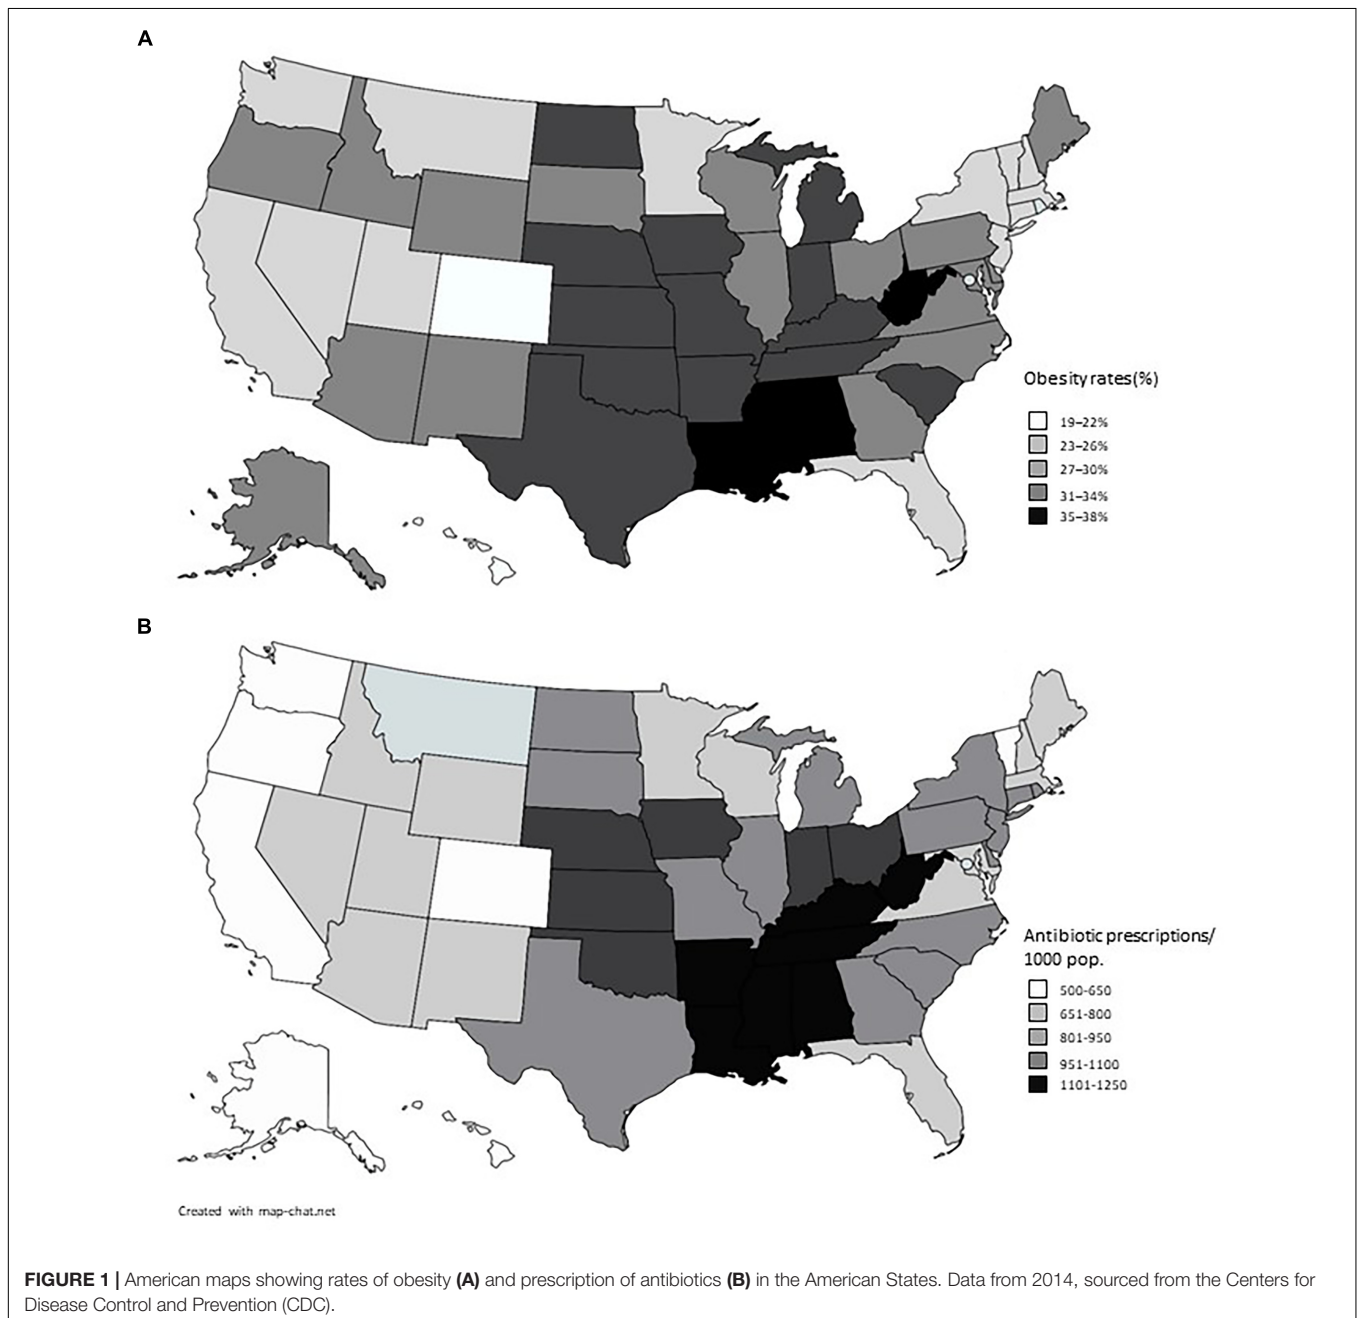 A
Obesity rates(%)
19–22%
23–26%
27–30%
31–34%
35–38%
B
Antibiotic prescriptions/
1000 pop.
500-650
651-800
801-950
951-1100
1101-1250
Created with map-chat.net
FIGURE 1 | American maps showing rates of obesity (A) and prescription of antibiotics (B) in the American States. Data from 2014, sourced from the Centers for
Disease Control and Prevention (CDC).